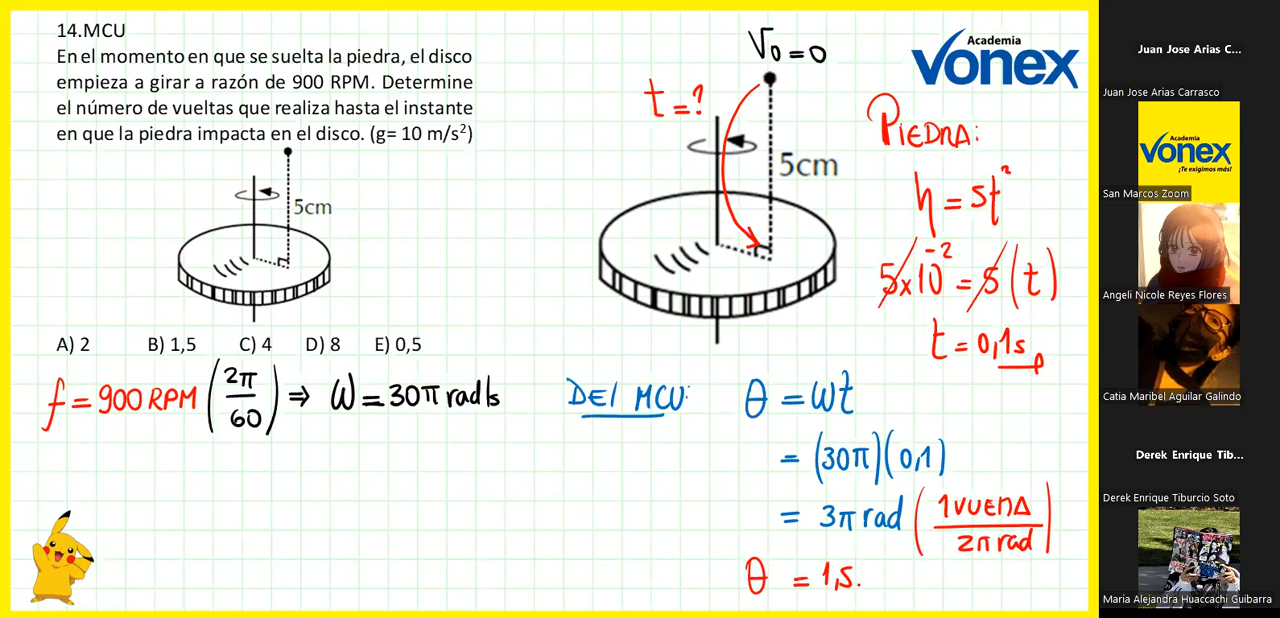 14.MCU
En el momento en que se suelta la piedra, el disco
empieza a girar a razón de 900 RPM. Determine
el número de vueltas que realiza hasta el instante
en que la piedra impacta en el disco. (g= 10 m/s²)
5cm
A) 2 B) 1,5 C) 4 D) 8 E) 0,5
f = 900 RPM (2π/60) ⇒ ω = 30π rad/s
V₀ = 0
t = ?
5cm
Academia
vonex
PIEDRA:
h = 5t²
5x10⁻² = 5(t)
t = 0,1s
DEl MCU:
θ = ωt
= (30π)(0,1)
= 3π rad (1 VUElTA/2π rad)
θ = 1,5.
Juan Jose Arias C...
Juan Jose Arias Carrasco
Academia
vonex
¡Te exigimos más!
San Marcos Zoom
Angeli Nicole Reyes Flores
Catia Maribel Aguilar Galindo
Derek Enrique Tib...
Derek Enrique Tiburcio Soto
Maria Alejandra Huaccachi Guibarra